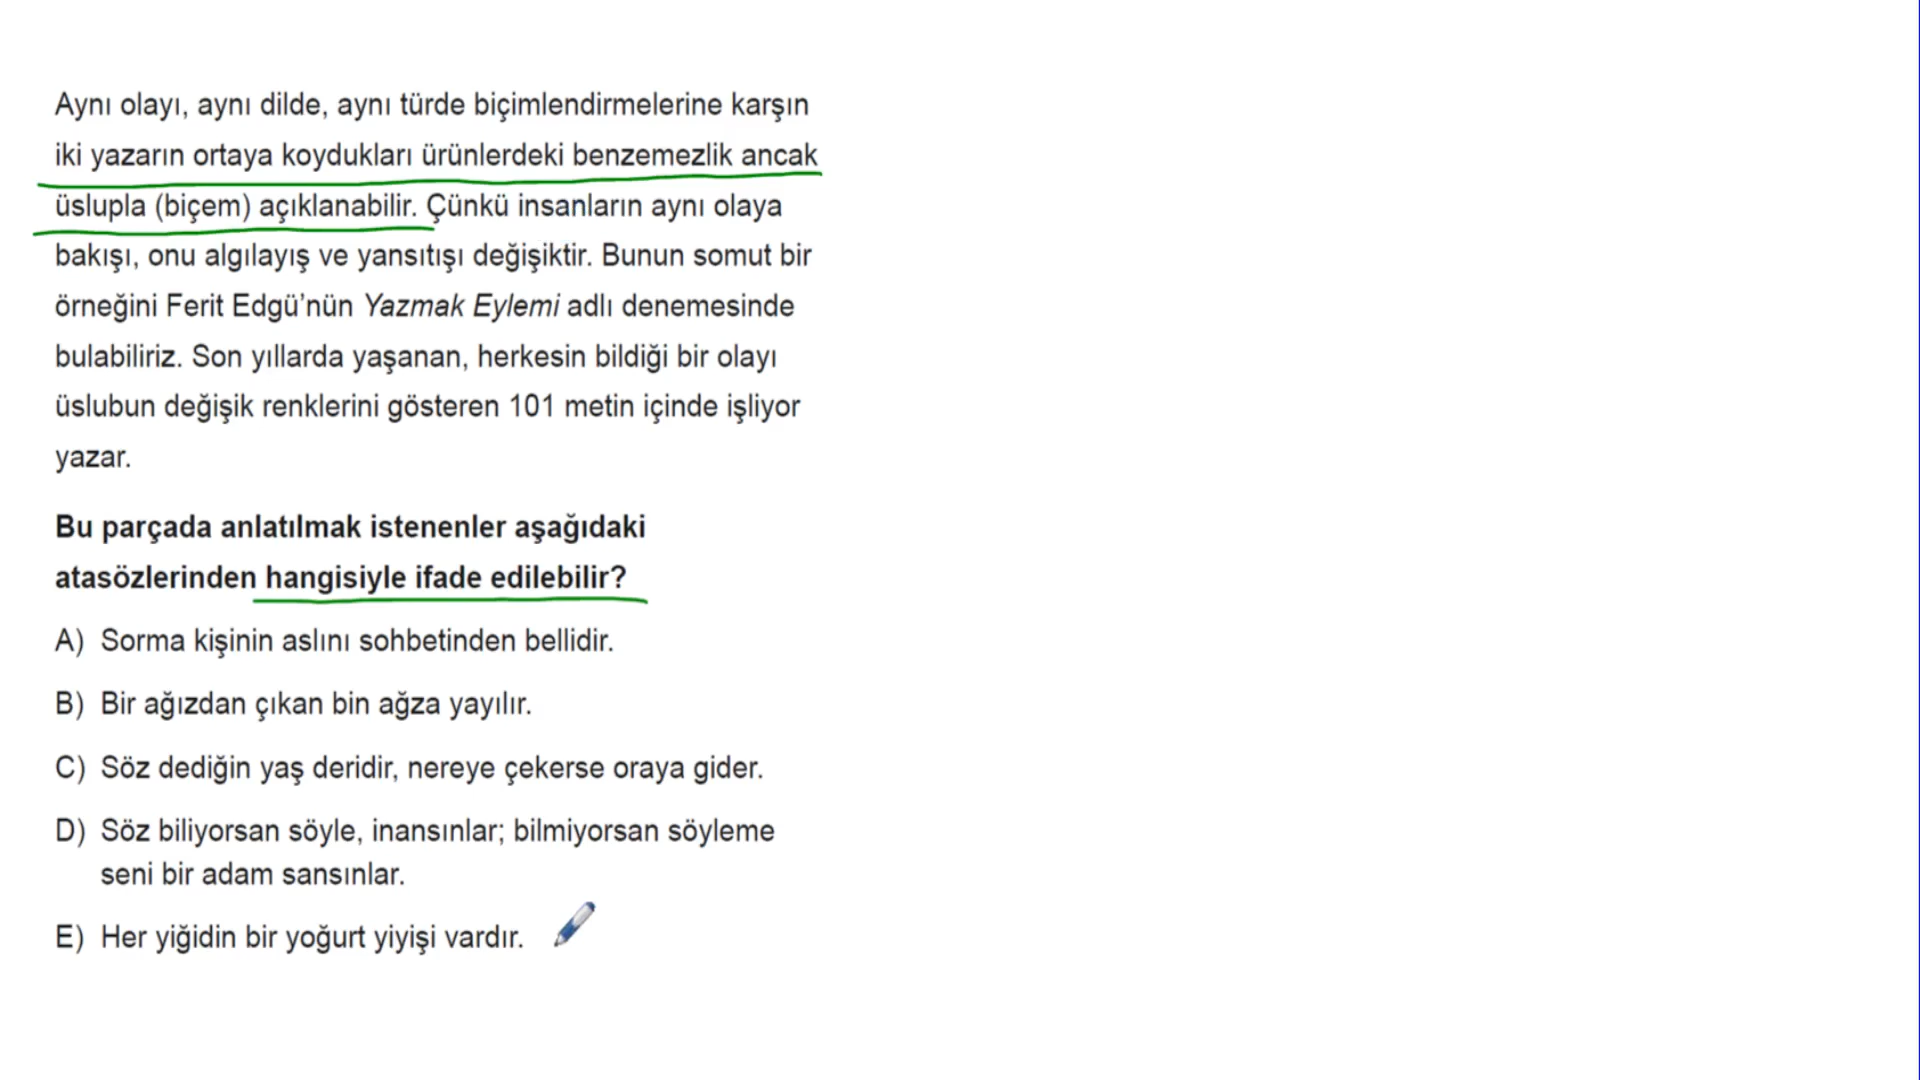 Aynı olayı, aynı dilde, aynı türde biçimlendirmelerine karşın
iki yazarın ortaya koydukları ürünlerdeki benzemezlik ancak
üslupla (biçem) açıklanabilir. Çünkü insanların aynı olaya
bakışı, onu algılayış ve yansıtışı değişiktir. Bunun somut bir
örneğini Ferit Edgü’nün Yazmak Eylemi adlı denemesinde
bulabiliriz. Son yıllarda yaşanan, herkesin bildiği bir olayı
üslubun değişik renklerini gösteren 101 metin içinde işliyor
yazar.
Bu parçada anlatılmak istenenler aşağıdaki
atasözlerinden hangisiyle ifade edilebilir?
A) Sorma kişinin aslını sohbetinden bellidir.
B) Bir ağızdan çıkan bin ağza yayılır.
C) Söz dediğin yaş deridir, nereye çekerse oraya gider.
D) Söz biliyorsan söyle, inansınlar; bilmiyorsan söyleme
seni bir adam sansınlar.
E) Her yiğidin bir yoğurt yiyişi vardır.